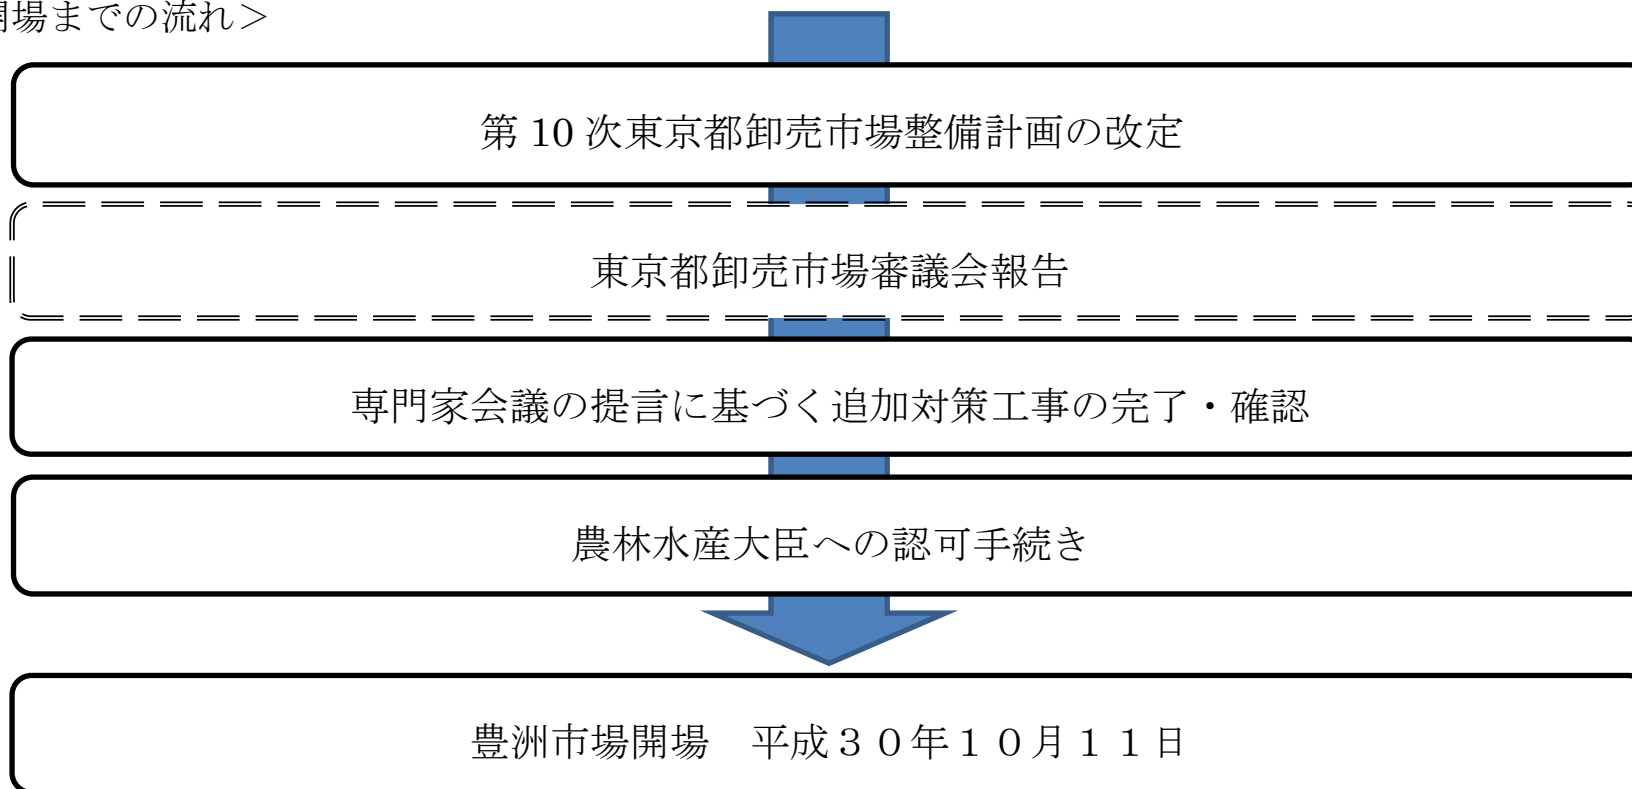 開場までの流れ＞
第 10 次東京都卸売市場整備計画の改定
東京都卸売市場審議会報告
専門家会議の提言に基づく追加対策工事の完了・確認
農林水産大臣への認可手続き
豊洲市場開場　平成３０年１０月１１日